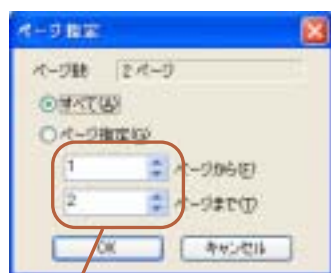 ページ指定
ページ数 2 ページ
すべて(A)
ページ指定(G)
1 ページから(F)
2 ページまで(T)
OK キャンセル